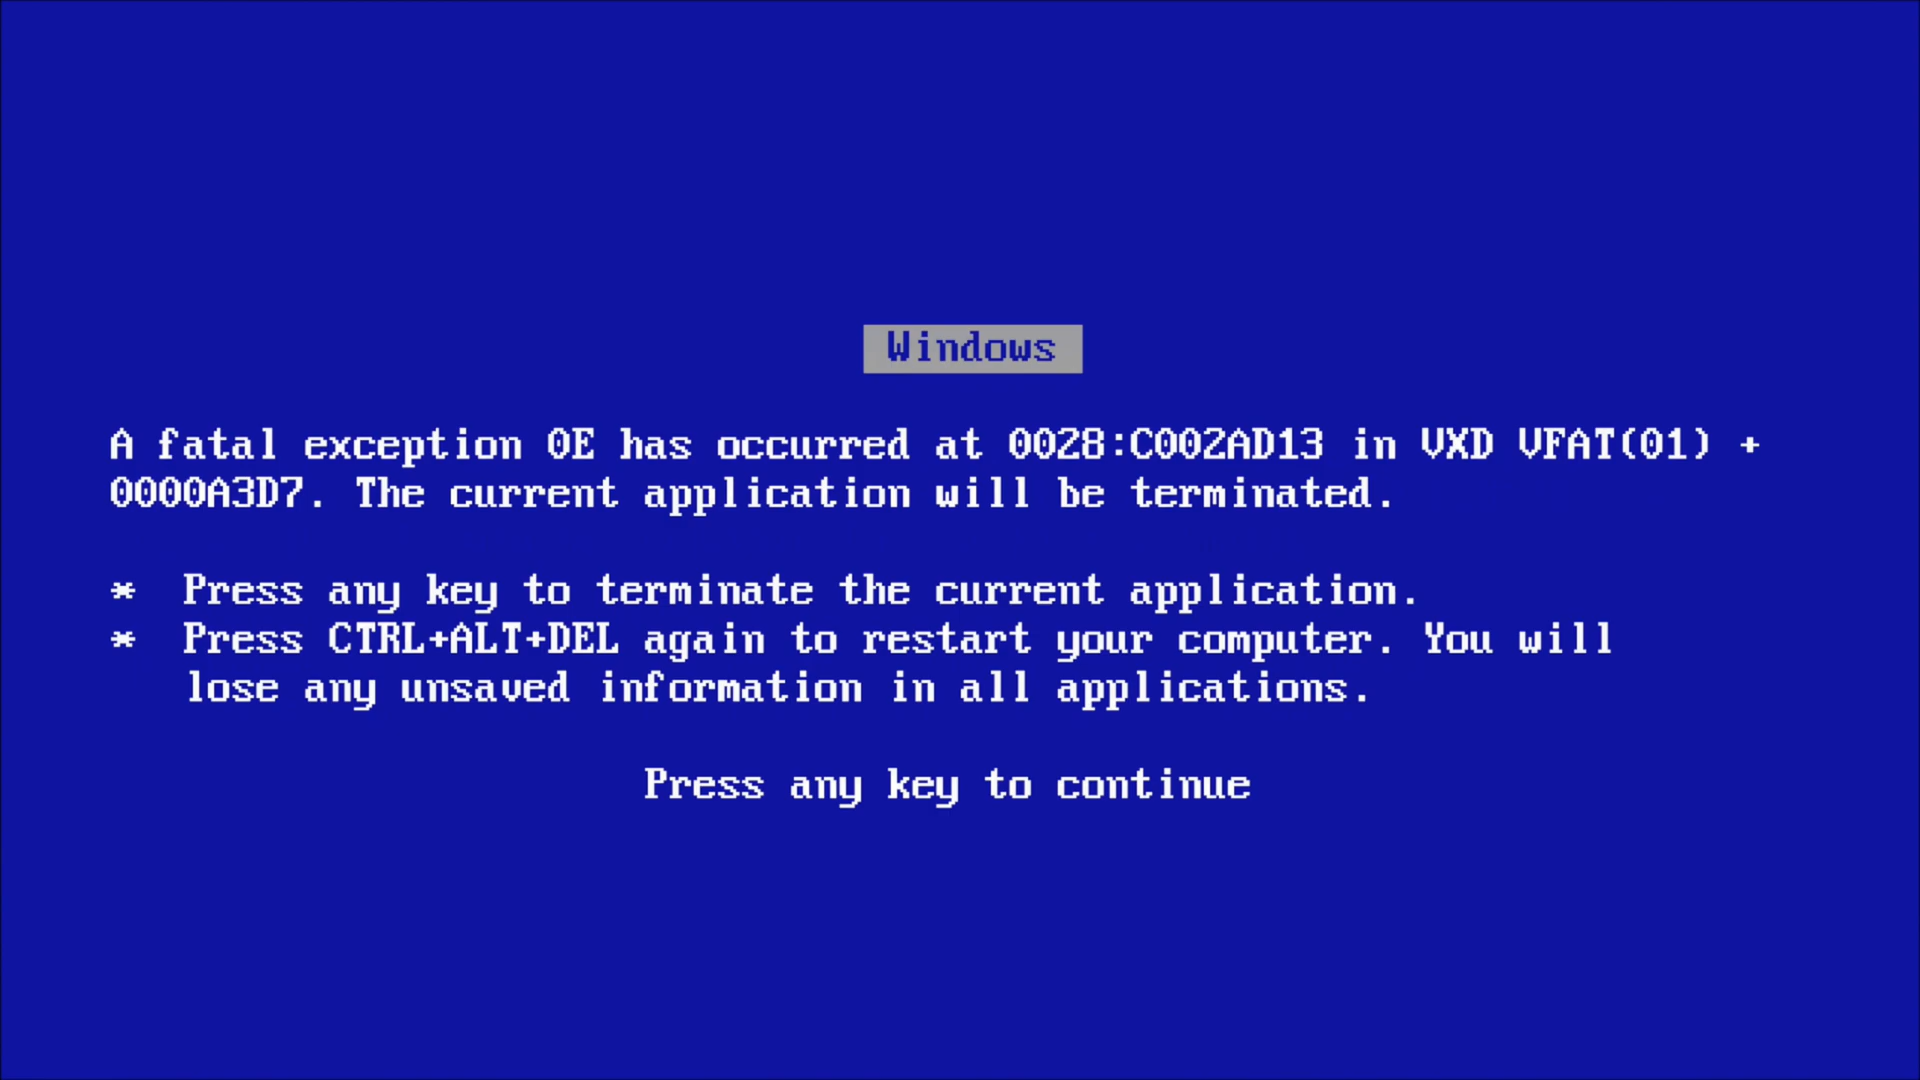 Windows
A fatal exception 0E has occurred at 0028:C002AD13 in VXD VFAT(01) +
0000A3D7. The current application will be terminated.
* Press any key to terminate the current application.
* Press CTRL+ALT+DEL again to restart your computer. You will
lose any unsaved information in all applications.
Press any key to continue